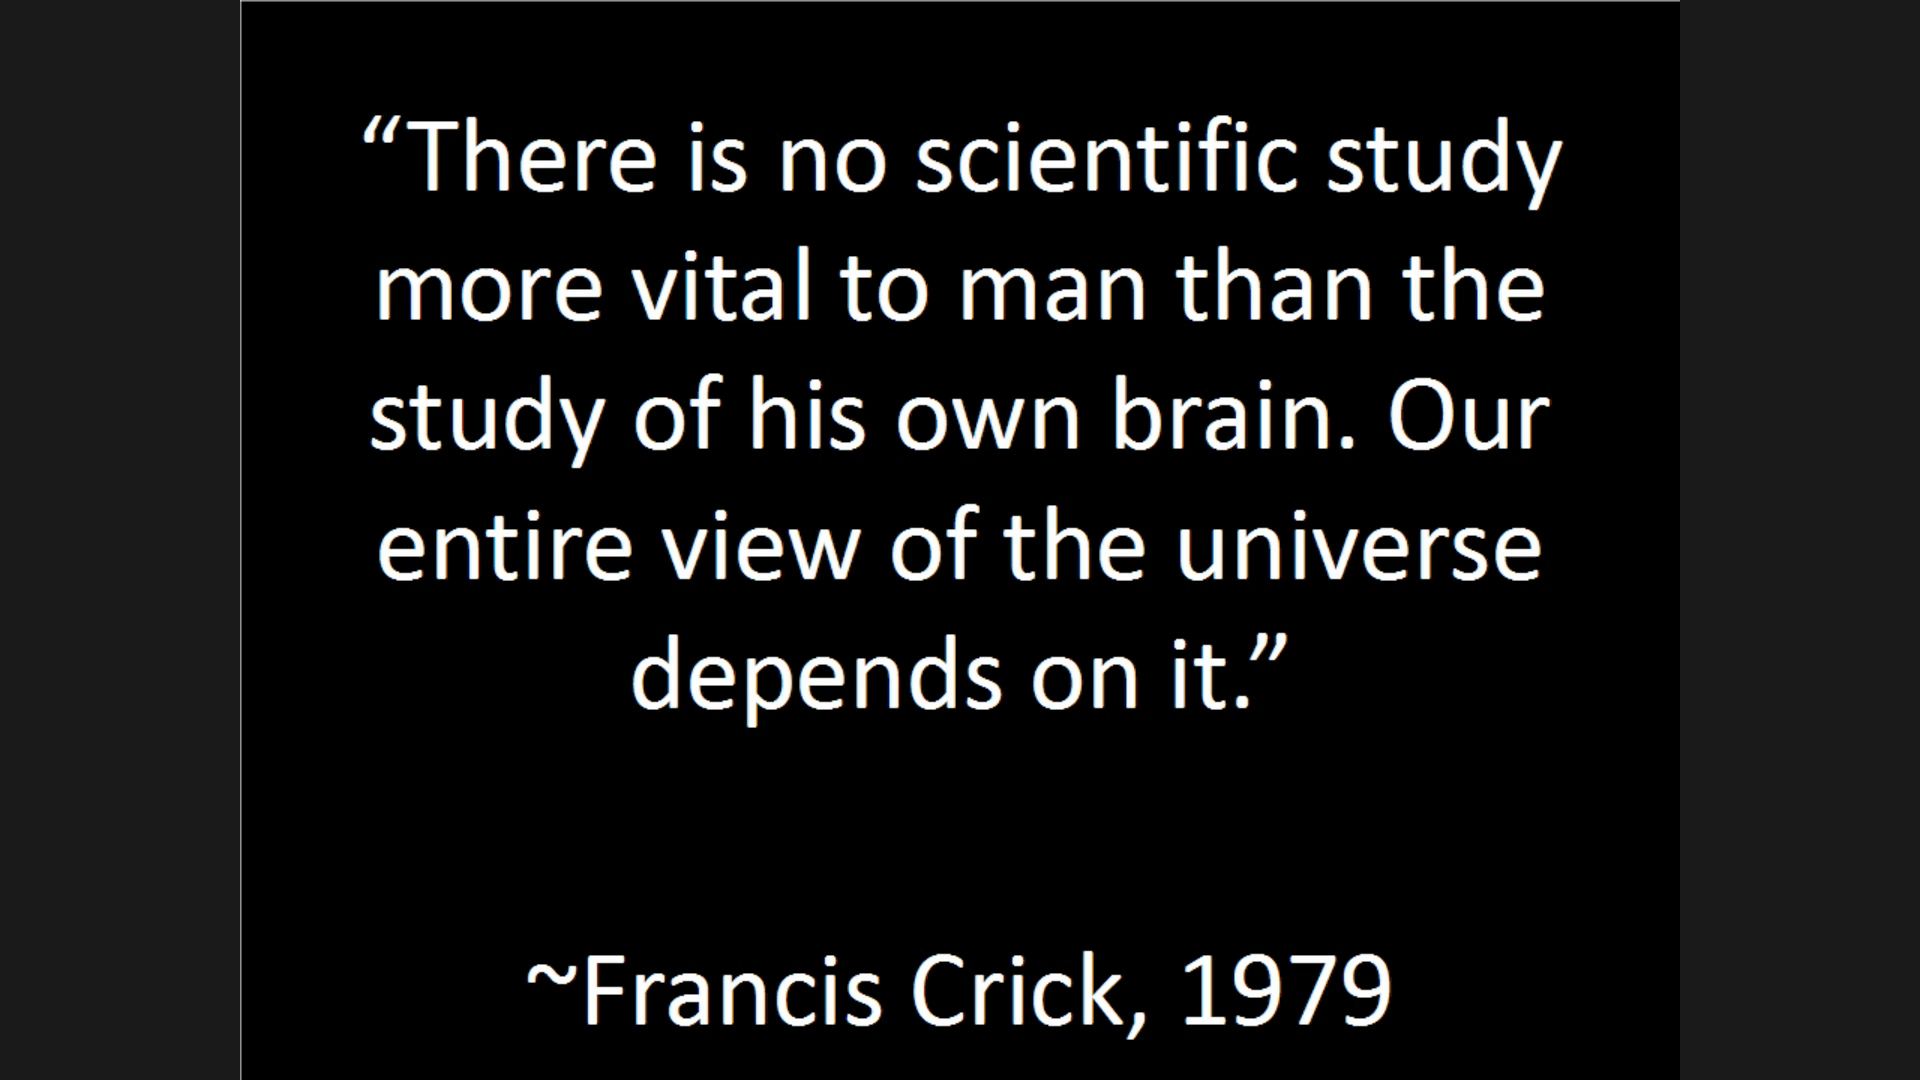 “There is no scientific study
more vital to man than the
study of his own brain. Our
entire view of the universe
depends on it.”
~Francis Crick, 1979